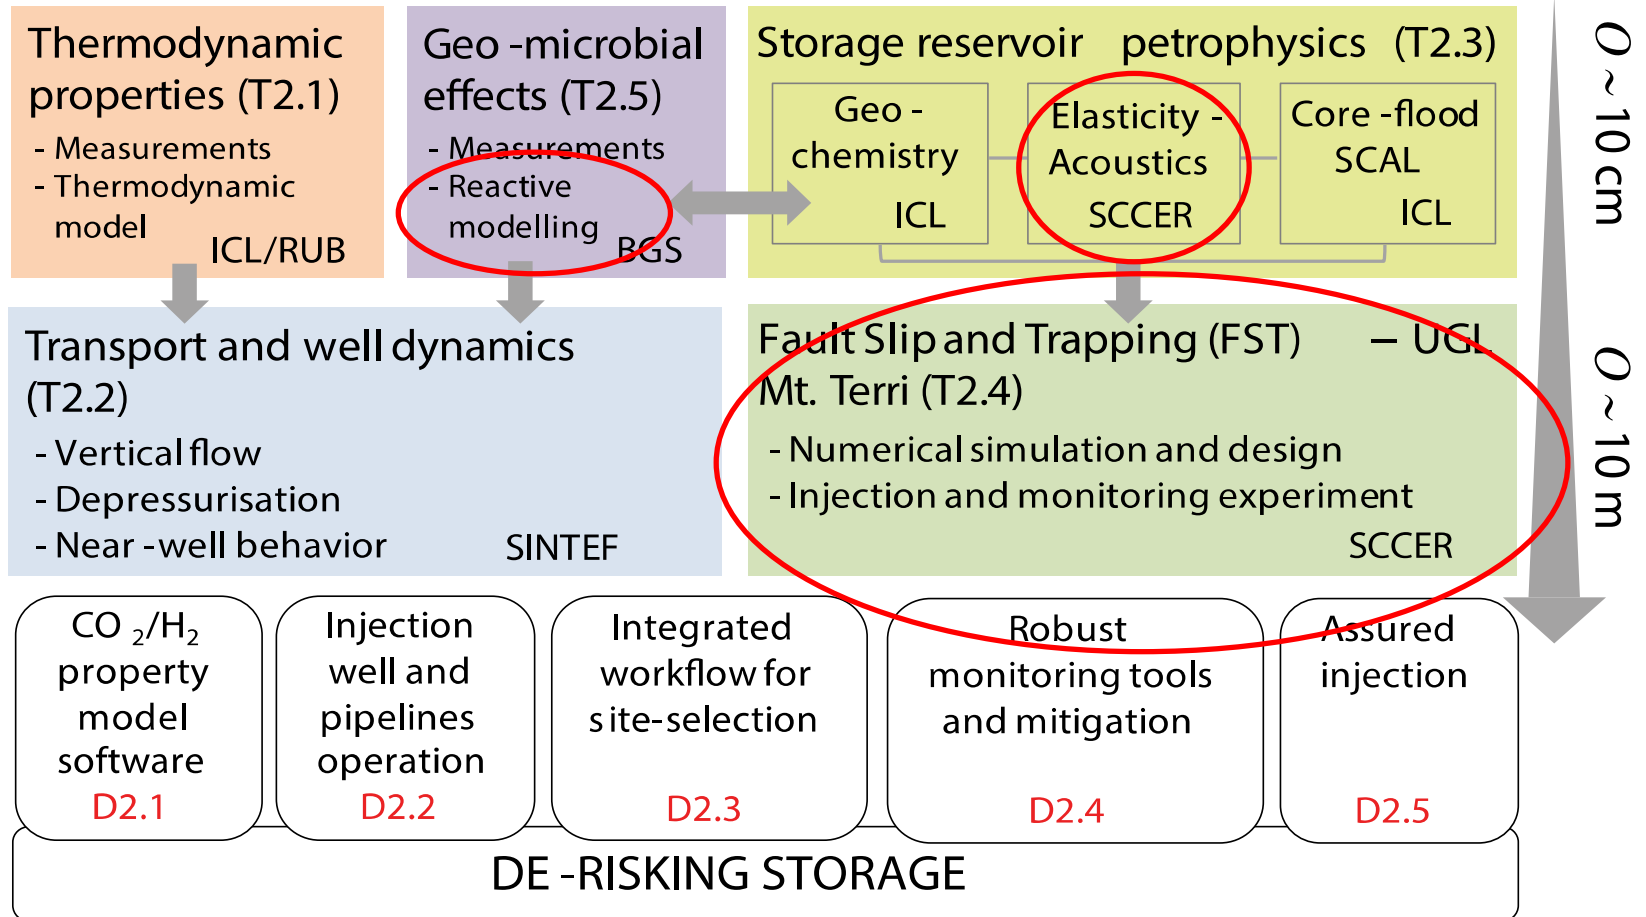 Thermodynamic
properties (T2.1)
- Measurements
- Thermodynamic
model
ICL/RUB
Geo -microbial
effects (T2.5)
- Measurements
- Reactive
modelling
BGS
Storage reservoir petrophysics (T2.3)
Geo -
chemistry
ICL
Elasticity -
Acoustics
SCCER
Core -flood
SCAL
ICL
O ~ 10 cm
Transport and well dynamics
(T2.2)
- Vertical flow
- Depressurisation
- Near -well behavior
SINTEF
Fault Slip and Trapping (FST) – UGL
Mt. Terri (T2.4)
- Numerical simulation and design
- Injection and monitoring experiment
SCCER
O ~ 10 m
CO 2/H2
property
model
software
D2.1
Injection
well and
pipelines
operation
D2.2
Integrated
workflow for
site-selection
D2.3
Robust
monitoring tools
and mitigation
D2.4
Assured
injection
D2.5
DE -RISKING STORAGE